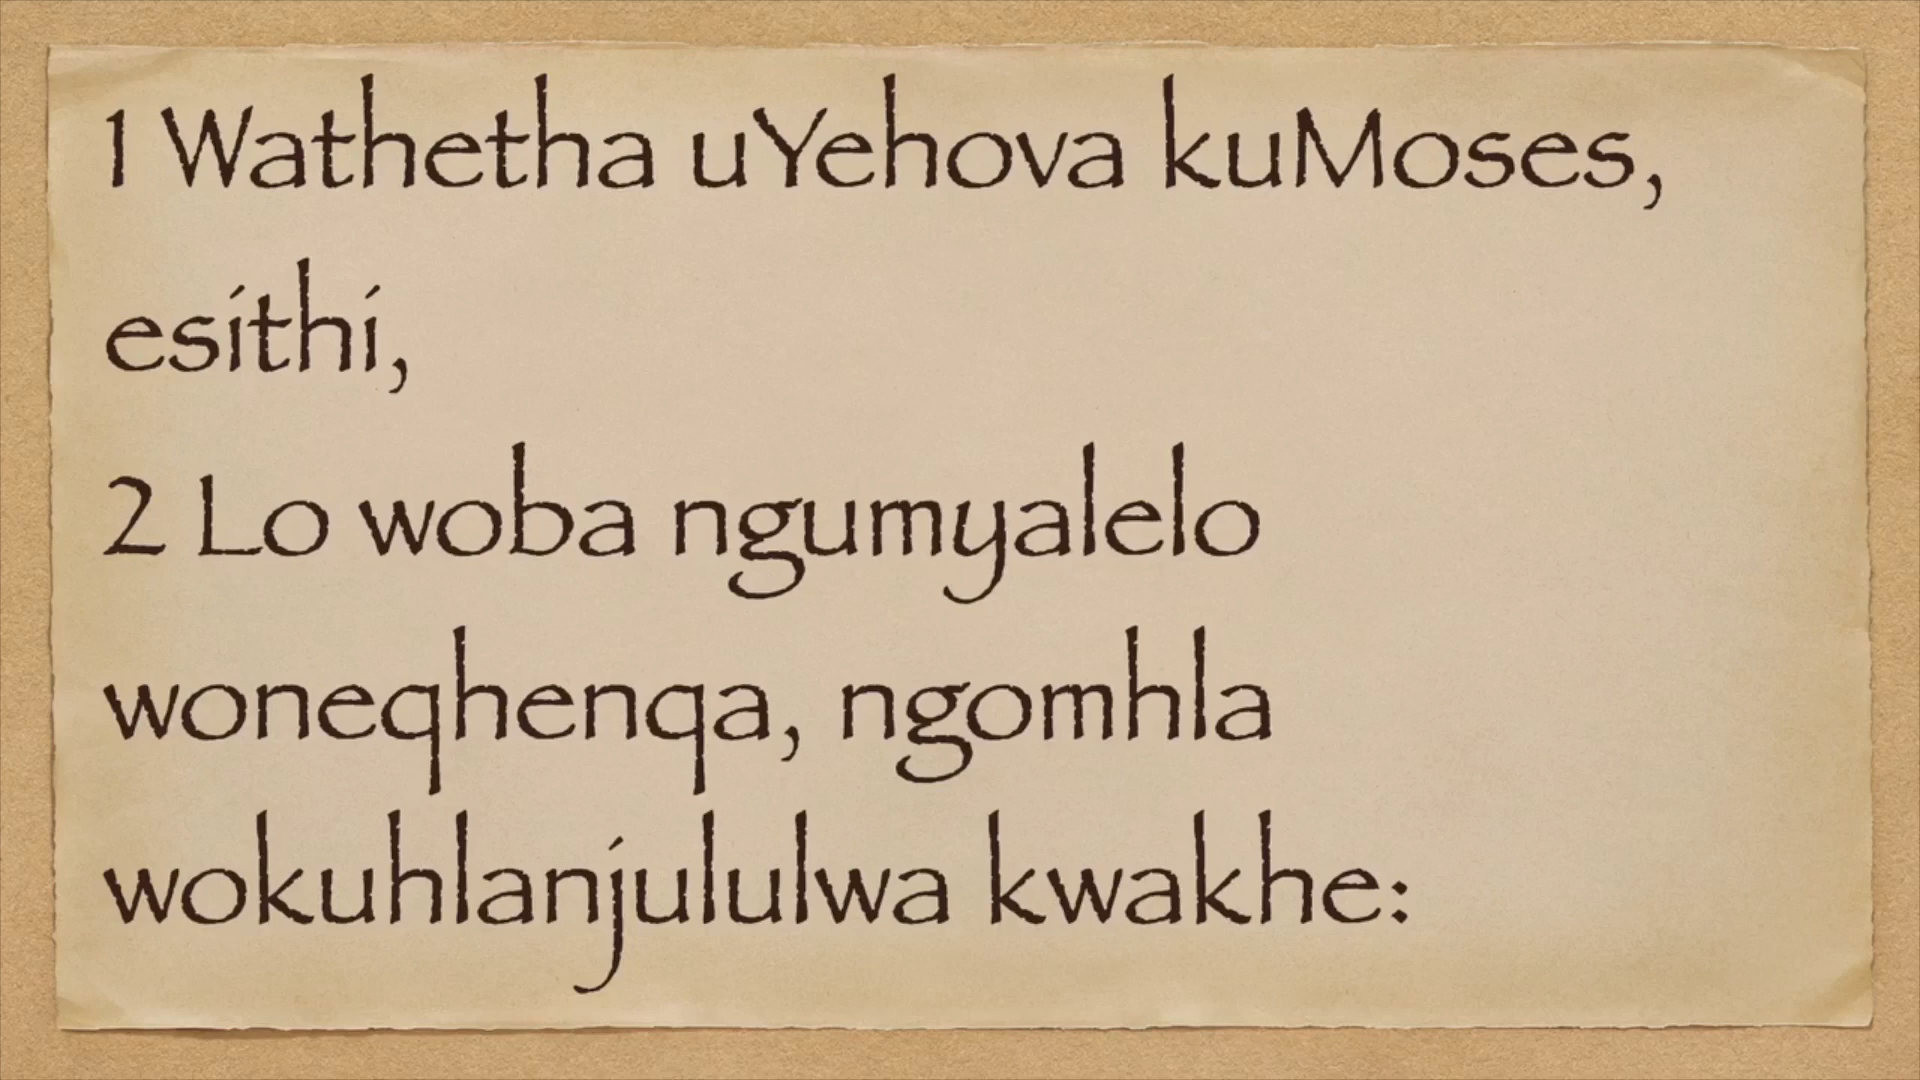 1 Wathetha uYehova kuMoses,
esithi,
2 Lo woba ngumyalelo
woneqhenqa, ngomhla
wokuhlanjululwa kwakhe: